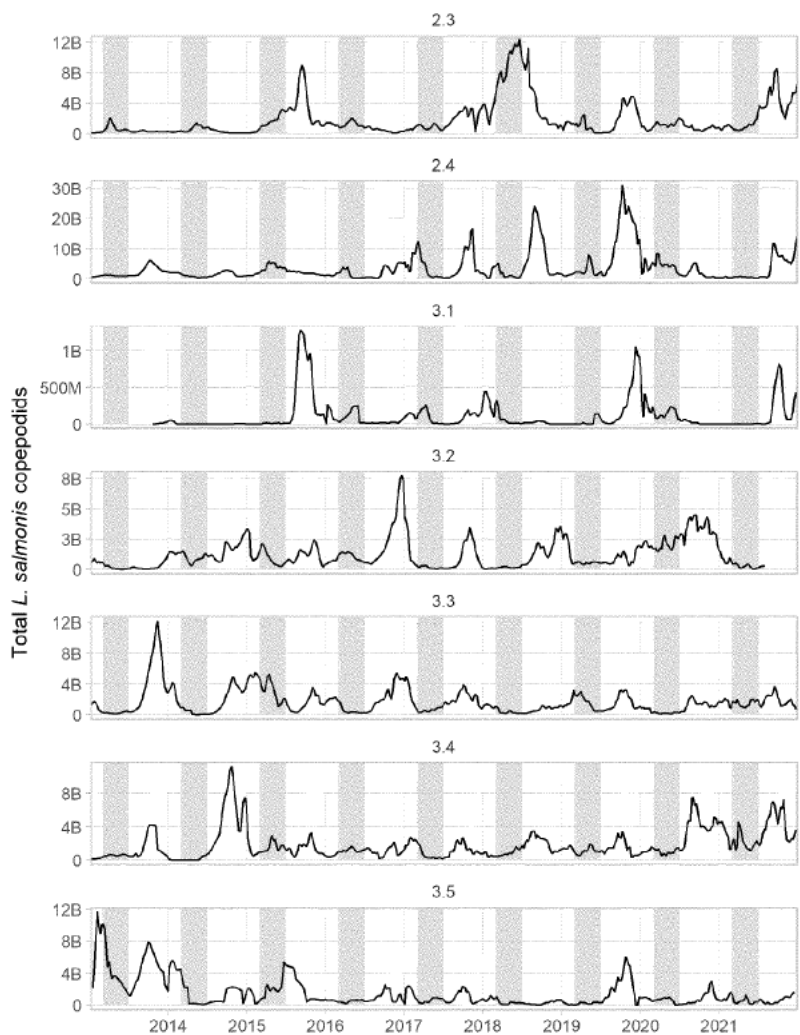 2.3
12B
8B
4B
0
2.4
30B
20B
10B
0
3.1
1B
500M
0
Total L. salmonis copepodids
3.2
8B
5B
3B
0
3.3
12B
8B
4B
0
3.4
8B
4B
0
3.5
12B
8B
4B
0
2014 2015 2016 2017 2018 2019 2020 2021